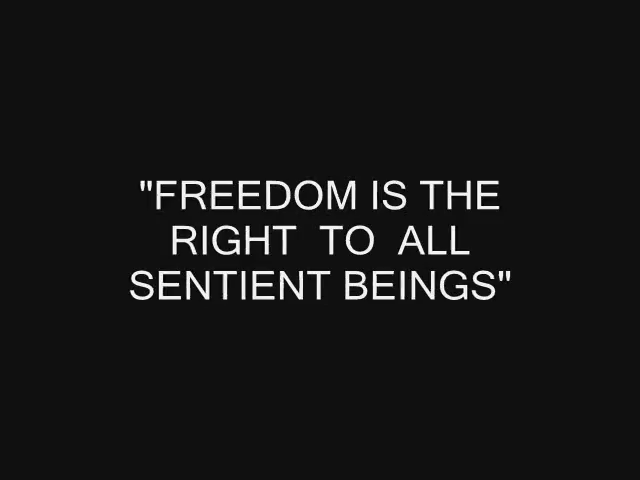 "FREEDOM IS THE
RIGHT TO ALL
SENTIENT BEINGS"